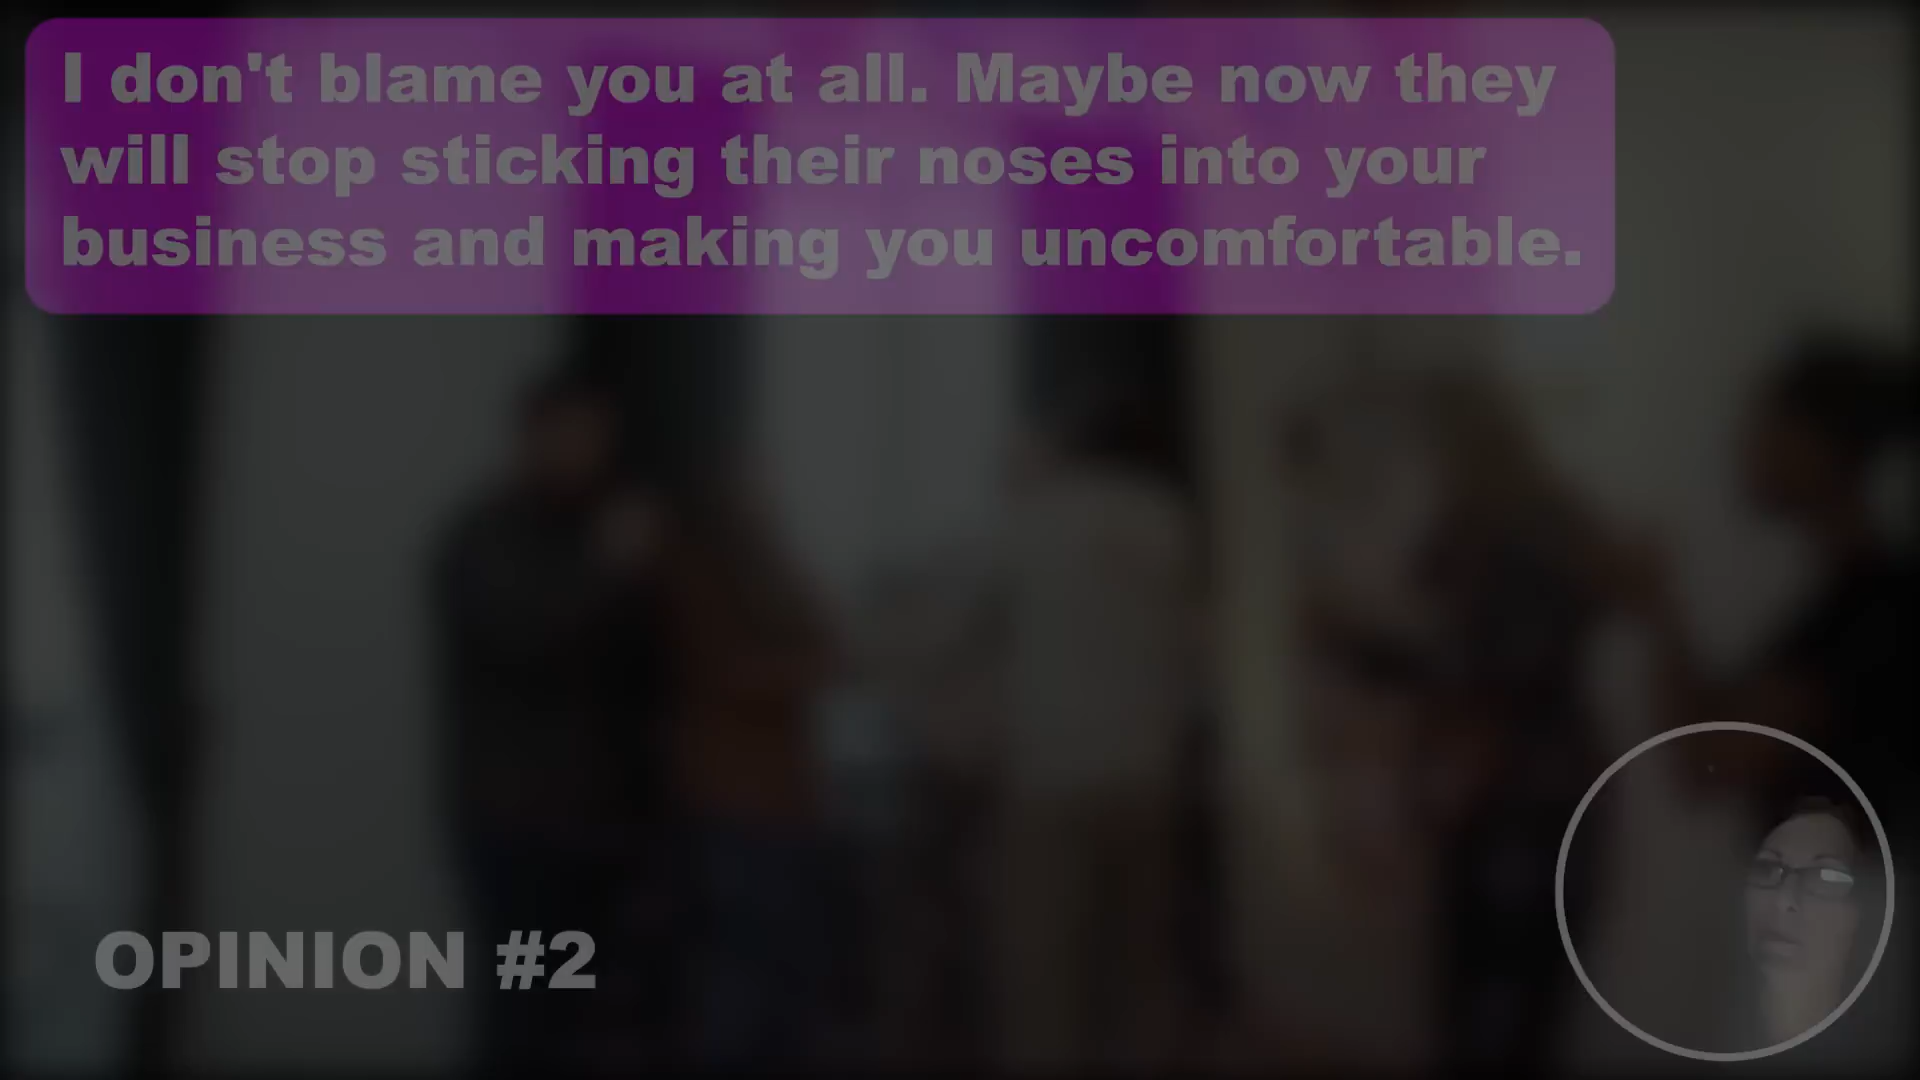 I don't blame you at all. Maybe now they
will stop sticking their noses into your
business and making you uncomfortable.
OPINION #2